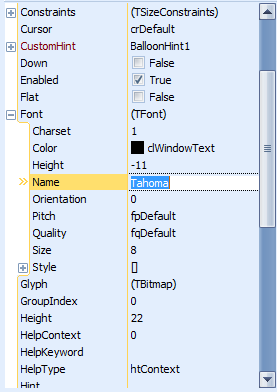 Constraints (TSizeConstraints)
Cursor crDefault
CustomHint BalloonHint1
Down False
Enabled True
Flat False
Font (TFont)
Charset 1
Color clWindowText
Height -11
Name Tahoma
Orientation 0
Pitch fpDefault
Quality fqDefault
Size 8
Style []
Glyph (TBitmap)
GroupIndex 0
Height 22
HelpContext 0
HelpKeyword
HelpType htContext
Hint